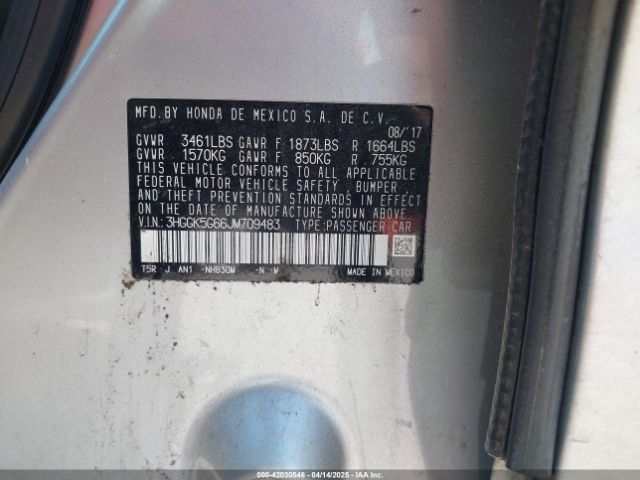 MFD.BY HONDA DE MEXICO S.A. DE C.V.
08/'17
GVWR 3461LBS GAWR F 1873LBS R 1664LBS
GVWR 1570KG GAWR F 850KG R 755KG
THIS VEHICLE CONFORMS TO ALL APPLICABLE
FEDERAL MOTOR VEHICLE SAFETY, BUMPER
AND THEFT PREVENTION STANDARDS IN EFFECT
ON THE DATE OF MANUFACTURE SHOWN ABOVE.
VIN: 3HGGK5G66JM709483 TYPE:PASSENGER CAR
T5R J AN1 -NH830M -N -W MADE IN MEXICO
000-42030546 - 04/14/2025 - IAAI.COM